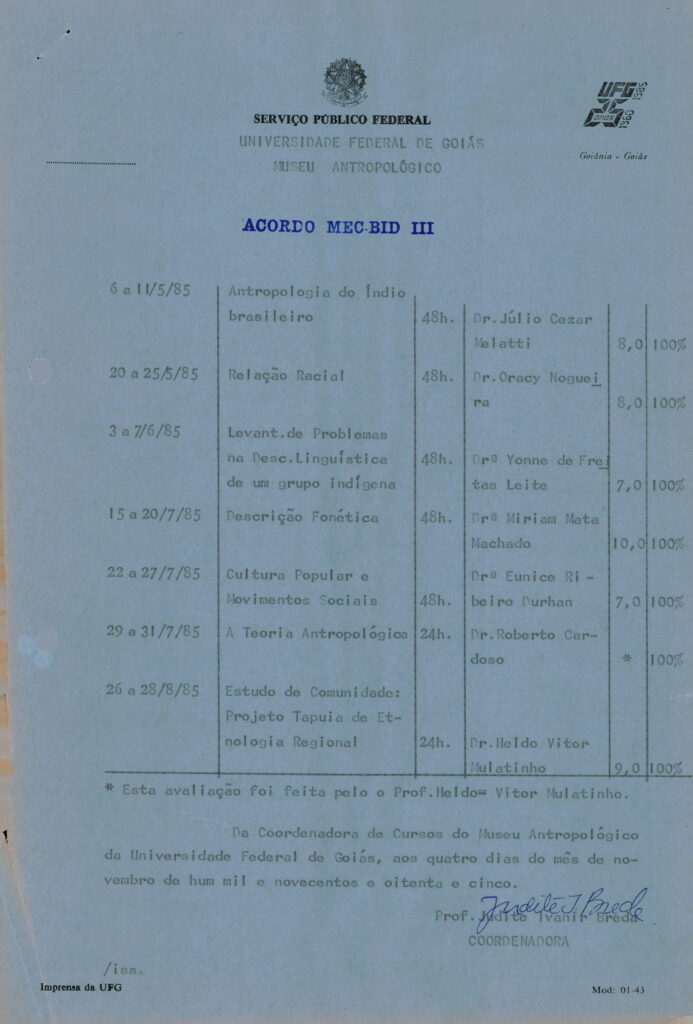 UFG
anos
SERVIÇO PÚBLICO FEDERAL
UNIVERSIDADE FEDERAL DE GOIÁS
MUSEU ANTROPOLÓGICO
Goiânia - Goiás
ACORDO MEC-BID III
6 a 11/5/85 Antropologia do Índio
brasileiro 48h. Dr.Júlio Cezar
Melatti 8,0 100%
20 a 25/5/85 Relação Racial 48h. Dr.Oracy Noguei
ra 8,0 100%
3 a 7/6/85 Levant.de Problemas
na Desc.Linguística 48h. Drª Yonne de Frei
de um grupo indígena tas Leite 7,0 100%
15 a 20/7/85 Descrição Fonética 48h. Drª Miriam Mata
Machado 10,0 100%
22 a 27/7/85 Cultura Popular e Drª Eunice Ri-
Movimentos Sociais 48h. beiro Durhan 7,0 100%
29 a 31/7/85 A Teoria Antropológica 24h. Dr.Roberto Car-
doso * 100%
26 a 28/8/85 Estudo de Comunidade:
Projeto Tapuia de Et-
nologia Regional 24h. Dr.Heldo Vitor
Mulatinho 9,0 100%
* Esta avaliação foi feita pelo o Prof.Heldo= Vitor Mulatinho.
Da Coordenadora de Cursos do Museu Antropológico
da Universidade Federal de Goiás, aos quatro dias do mês de no-
vembro de hum mil e novecentos e oitenta e cinco.
Judite I. Breda
Prof.Judite Ivanir Breda
COORDENADORA
/iss.
Imprensa da UFG
Mod: 01-43